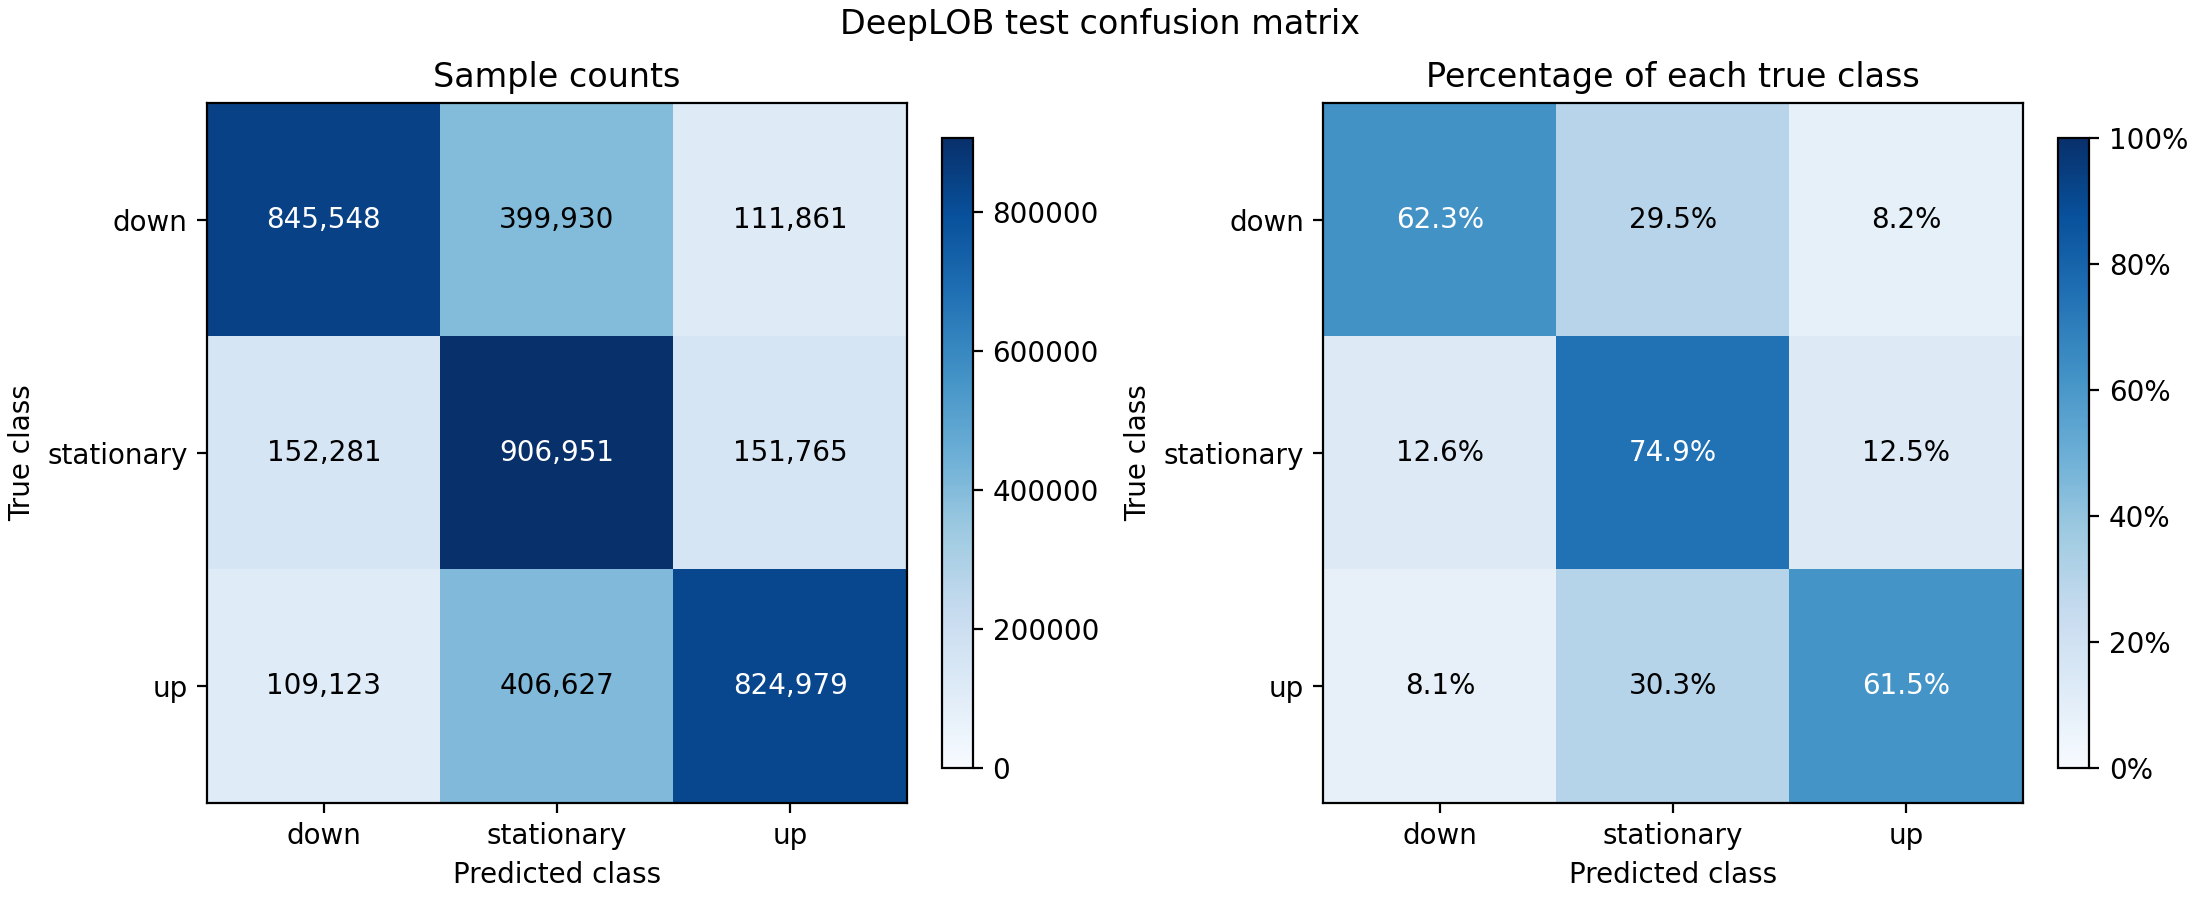 DeepLOB test confusion matrix
Sample counts
True class
down
stationary
up
845,548 399,930 111,861
152,281 906,951 151,765
109,123 406,627 824,979
down stationary up
Predicted class
800000
600000
400000
200000
0
Percentage of each true class
True class
down
stationary
up
62.3% 29.5% 8.2%
12.6% 74.9% 12.5%
8.1% 30.3% 61.5%
down stationary up
Predicted class
100%
80%
60%
40%
20%
0%